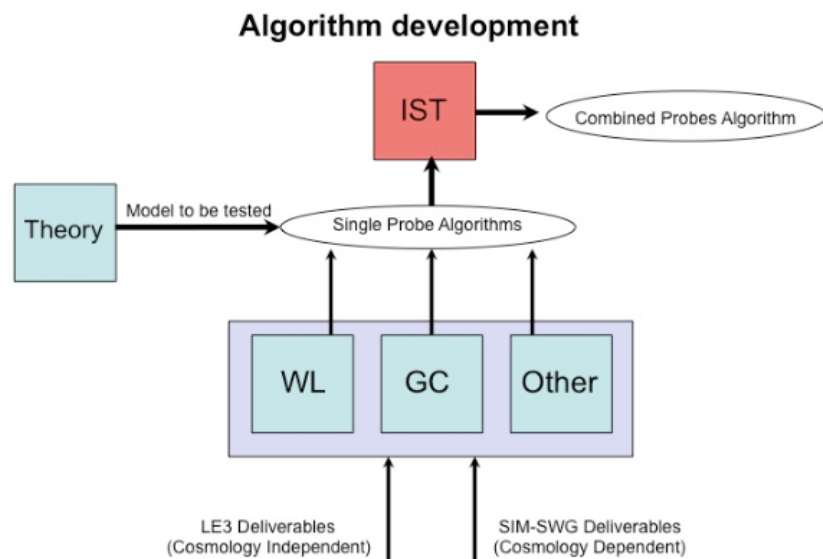 Algorithm development
IST
Combined Probes Algorithm
Model to be tested
Theory
Single Probe Algorithms
WL
GC
Other
LE3 Deliverables
(Cosmology Independent)
SIM-SWG Deliverables
(Cosmology Dependent)